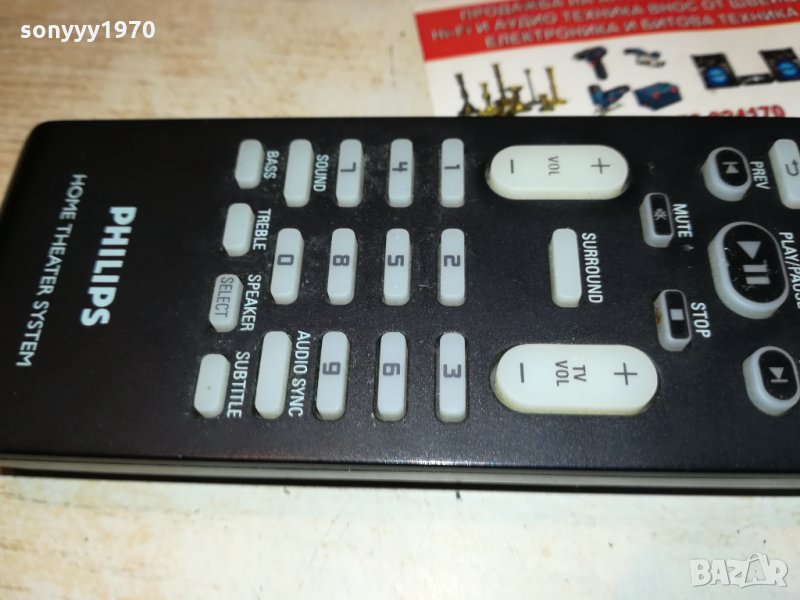 sonyyy1970
ПРОДАЖБА НА
Hi-Fi И АУДИО ТЕХНИКА ВНОС ОТ
ЕЛЕКТРОНИКА И БИТОВА ТЕХНИКА
PREV
PLAY/PAUSE
MUTE
STOP
+
VOL
-
SURROUND
+
TV
VOL
-
1
2
3
4
5
6
7
8
9
SOUND
0
AUDIO SYNC
BASS
TREBLE
SPEAKER
SELECT
SUBTITLE
PHILIPS
HOME THEATER SYSTEM
BAZAR